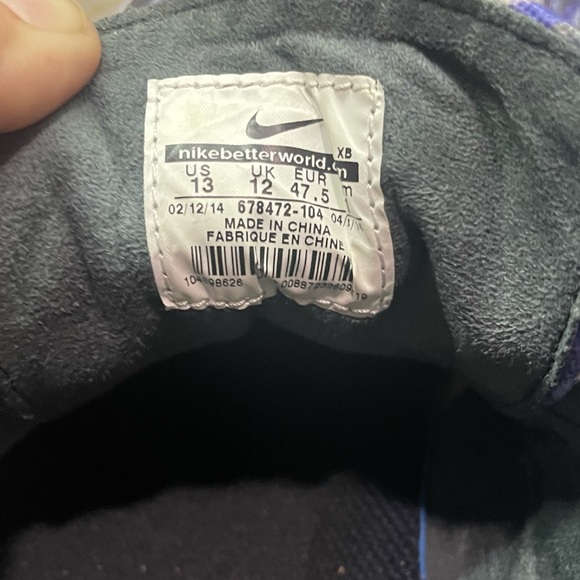 XB
nikebetterworld.
US UK EUR
13 12 47.5
02/12/14 678472-104
MADE IN CHINA
FABRIQUE EN CHINE